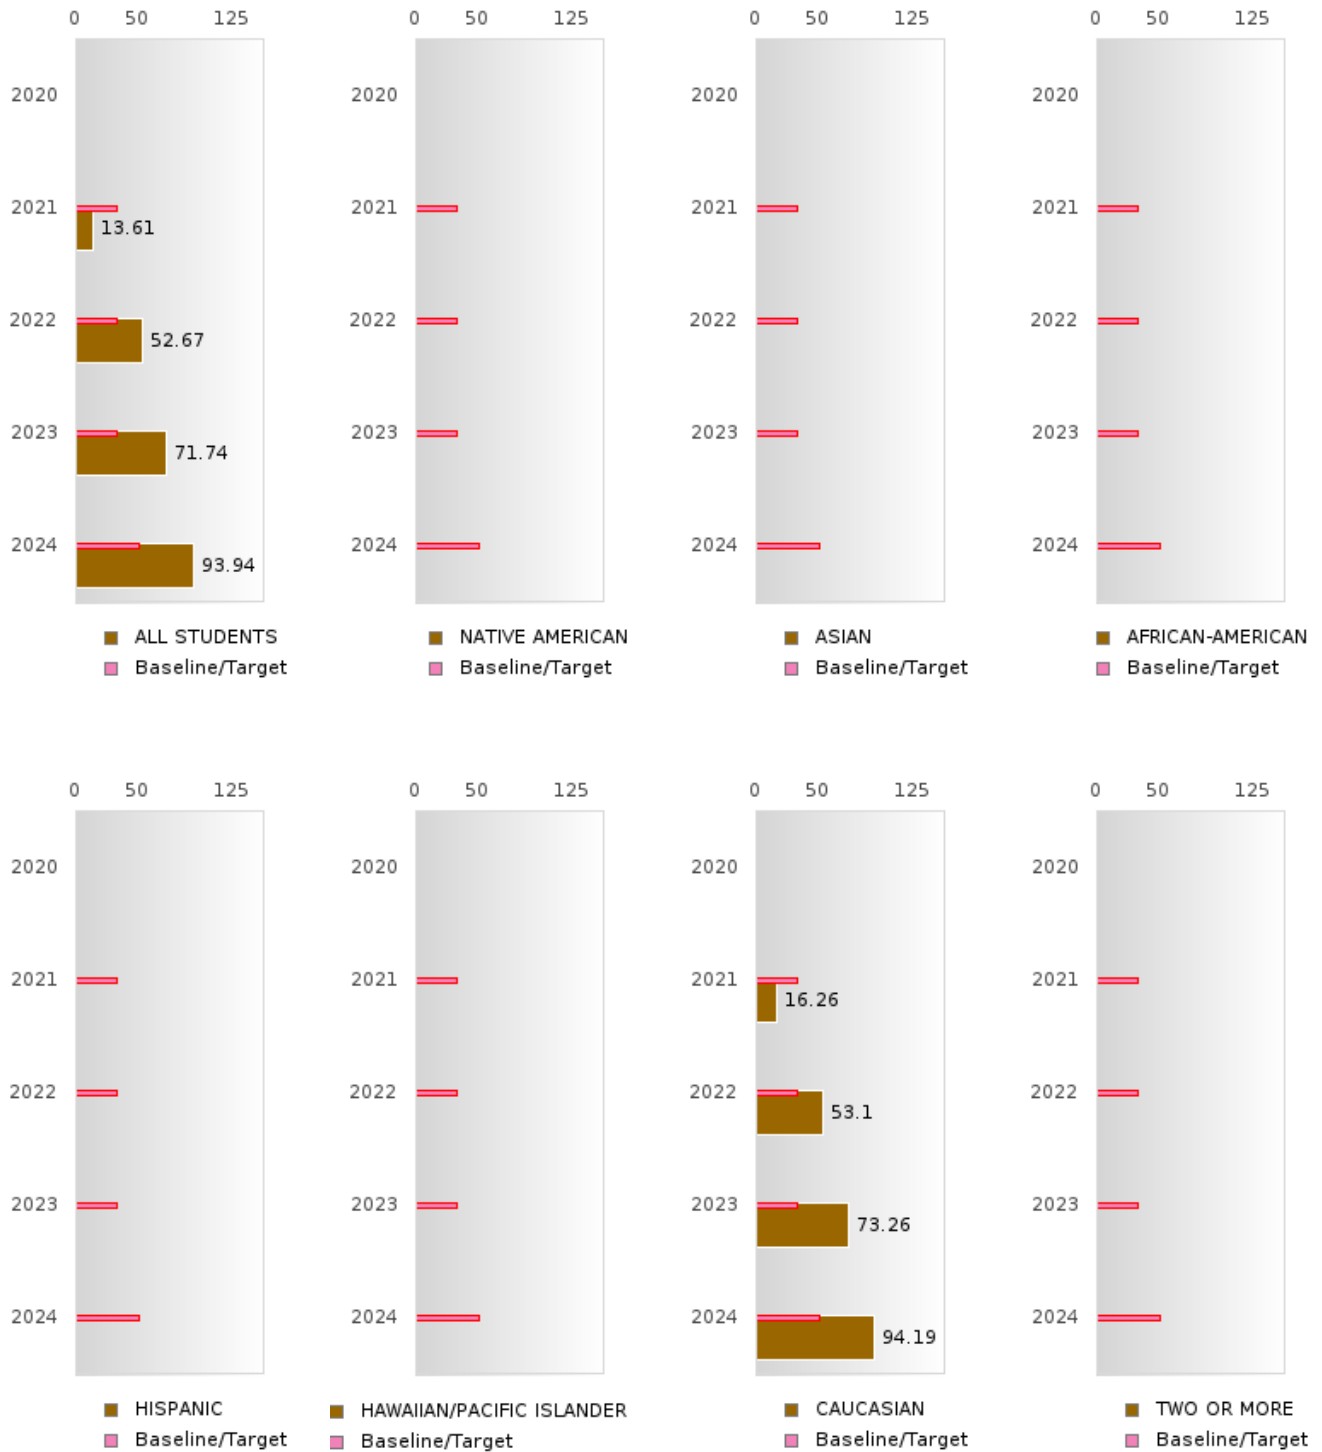 0 50 125 0 50 125 0 50 125 0 50 125
2020 2020 2020 2020
2021 2021 2021 2021
13.61
2022 2022 2022 2022
52.67
2023 2023 2023 2023
71.74
2024 2024 2024 2024
93.94
ALL STUDENTS NATIVE AMERICAN ASIAN AFRICAN-AMERICAN
Baseline/Target Baseline/Target Baseline/Target Baseline/Target
0 50 125 0 50 125 0 50 125 0 50 125
2020 2020 2020 2020
2021 2021 2021 2021
16.26
2022 2022 2022 2022
53.1
2023 2023 2023 2023
73.26
2024 2024 2024 2024
94.19
HISPANIC HAWAIIAN/PACIFIC ISLANDER CAUCASIAN TWO OR MORE
Baseline/Target Baseline/Target Baseline/Target Baseline/Target